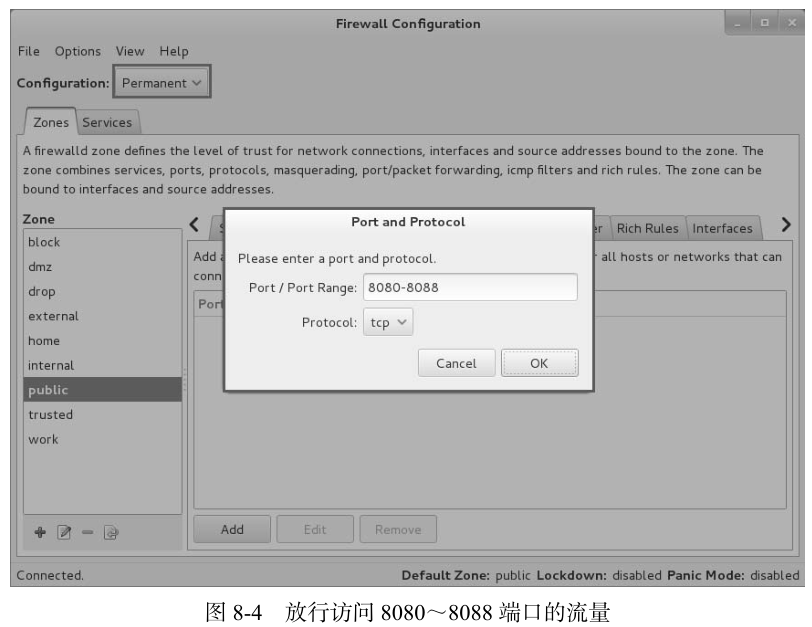 Firewall Configuration
File Options View Help
Configuration: Permanent
Zones Services
A firewalld zone defines the level of trust for network connections, interfaces and source addresses bound to the zone. The
zone combines services, ports, protocols, masquerading, port/packet forwarding, icmp filters and rich rules. The zone can be
bound to interfaces and source addresses.
Zone
block
dmz
drop
external
home
internal
public
trusted
work
Rich Rules Interfaces
Add
all hosts or networks that can
conn
Port
Port and Protocol
Please enter a port and protocol.
Port / Port Range: 8080-8088
Protocol: tcp
Cancel OK
Add Edit Remove
Connected.
Default Zone: public Lockdown: disabled Panic Mode: disabled
图 8-4 放行访问 8080～8088 端口的流量